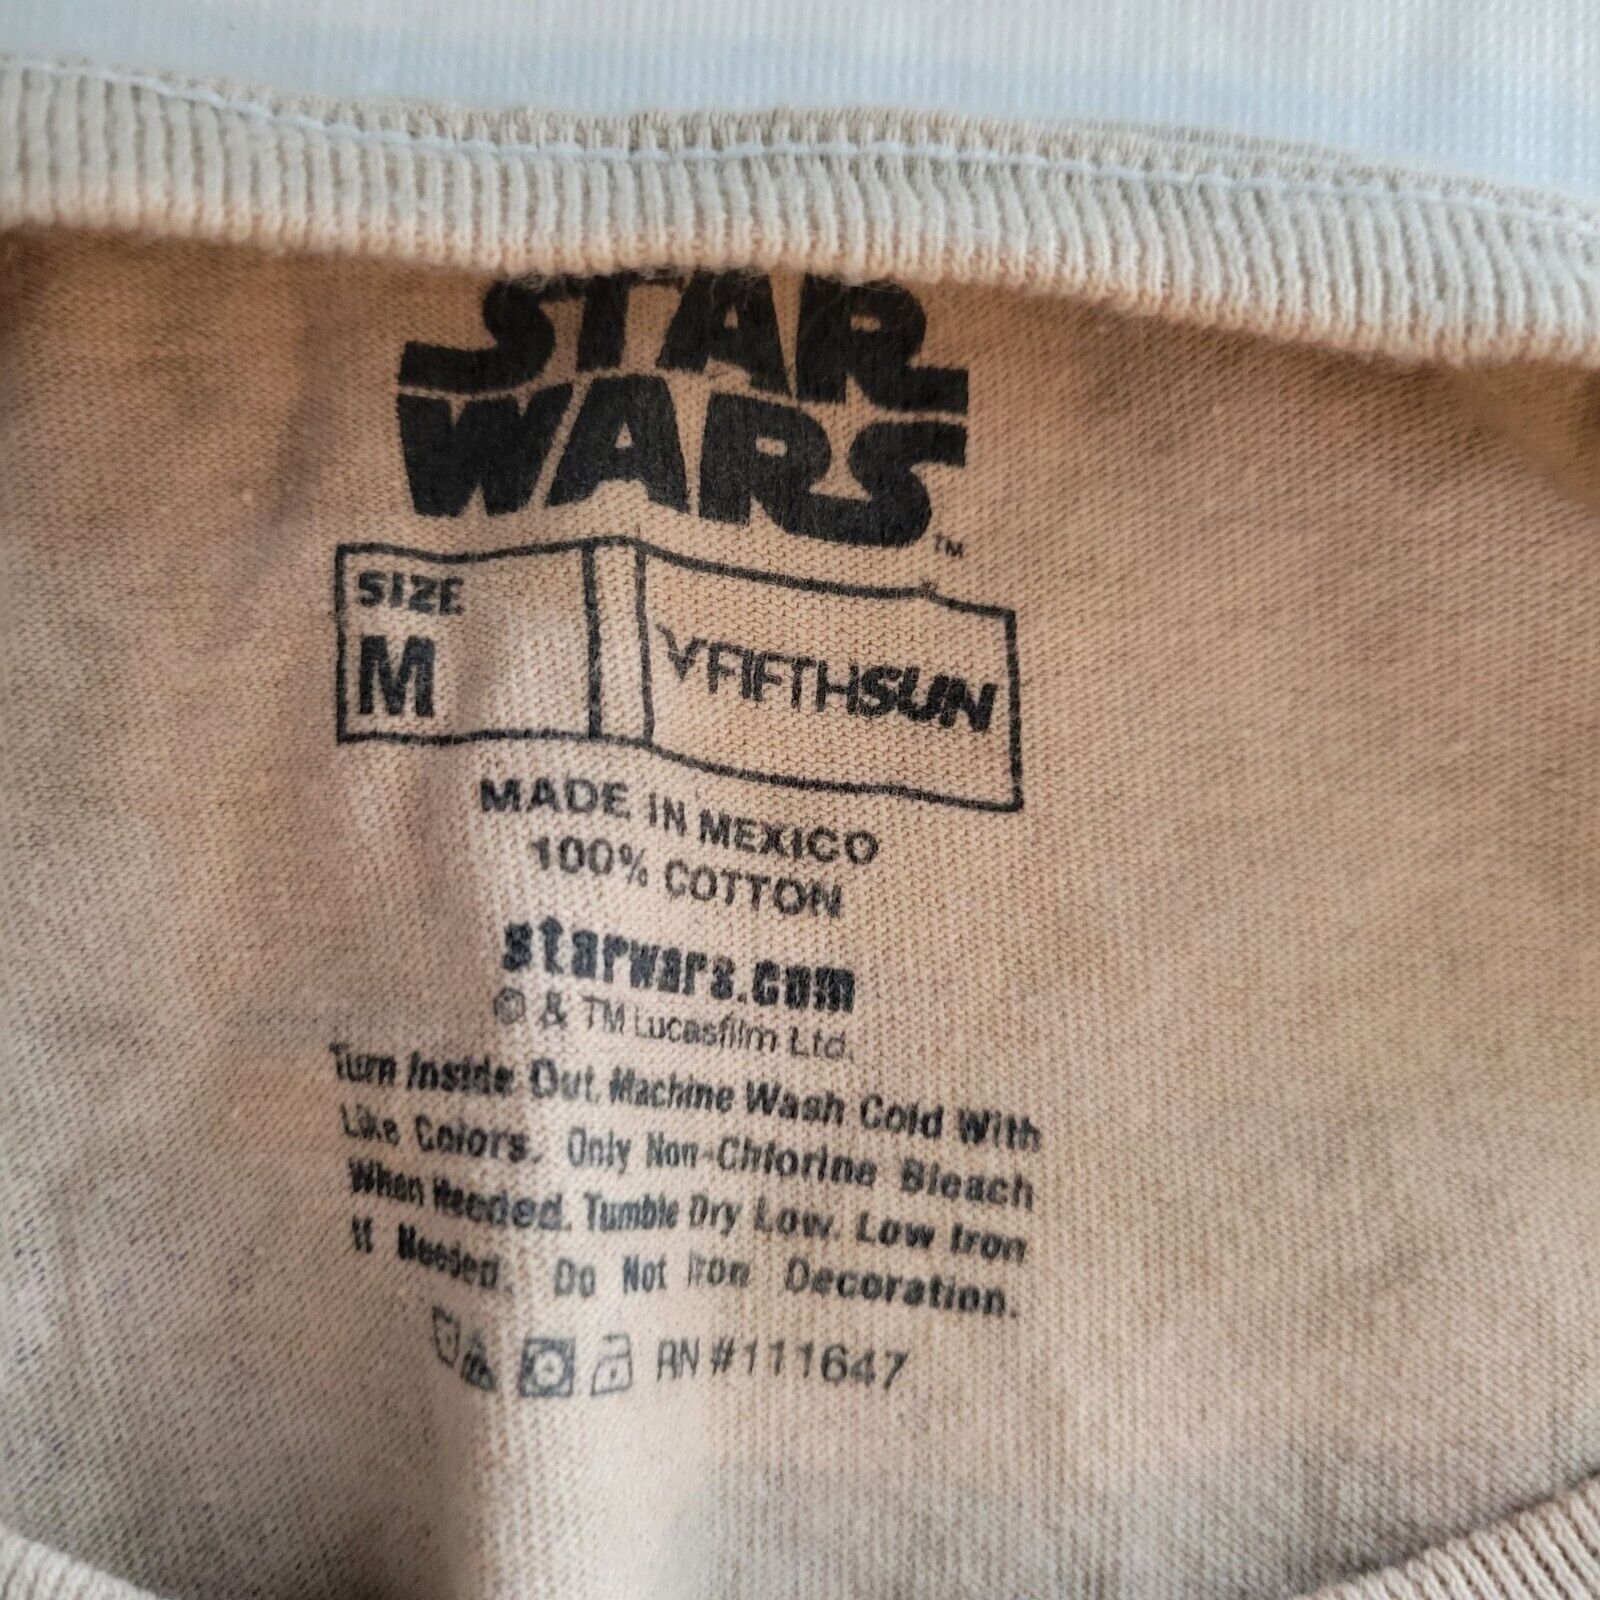 STAR
WARS
TM
SIZE
M
FIFTHSUN
MADE IN MEXICO
100% COTTON
starwars.com
© & TM Lucasfilm Ltd.
Turn Inside Out. Machine Wash Cold With
Like Colors. Only Non-Chlorine Bleach
When Needed. Tumble Dry Low. Low Iron
If Needed. Do Not Iron Decoration.
RN #111647